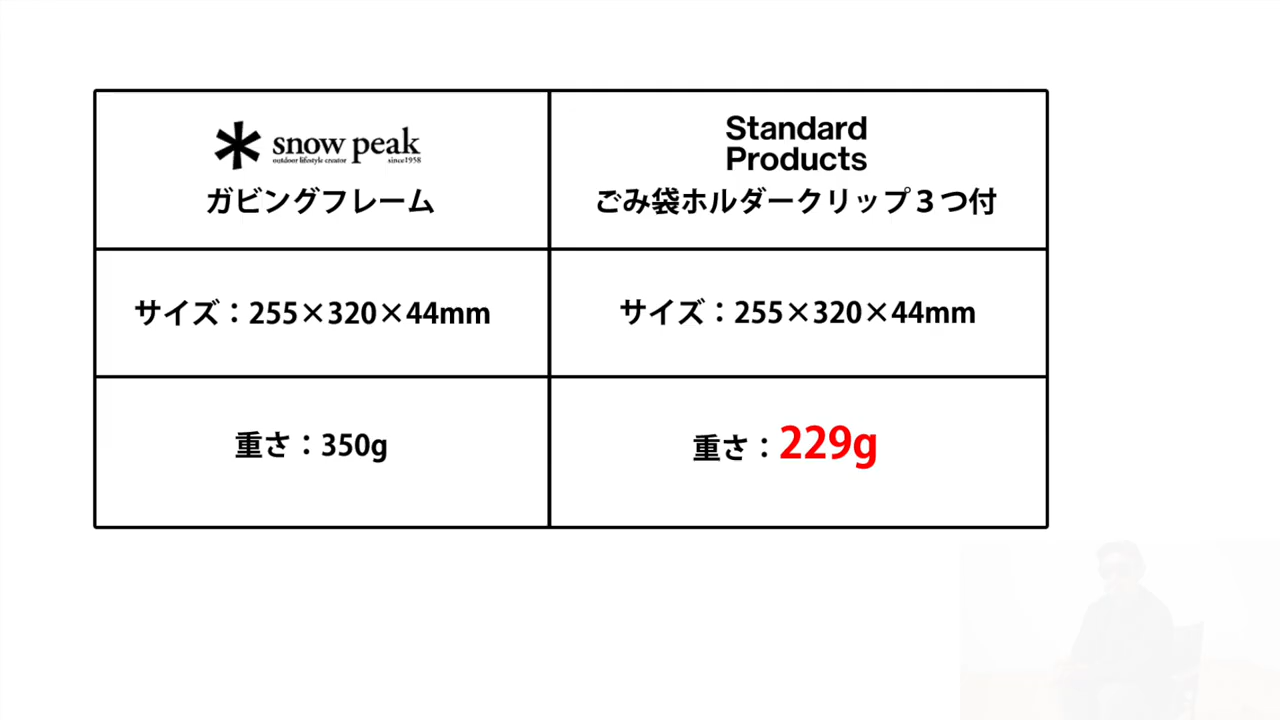 snow peak
outdoor lifestyle creator since1958
ガビングフレーム
Standard
Products
ごみ袋ホルダークリップ３つ付
サイズ：255×320×44mm
サイズ：255×320×44mm
重さ：350g
重さ：229g